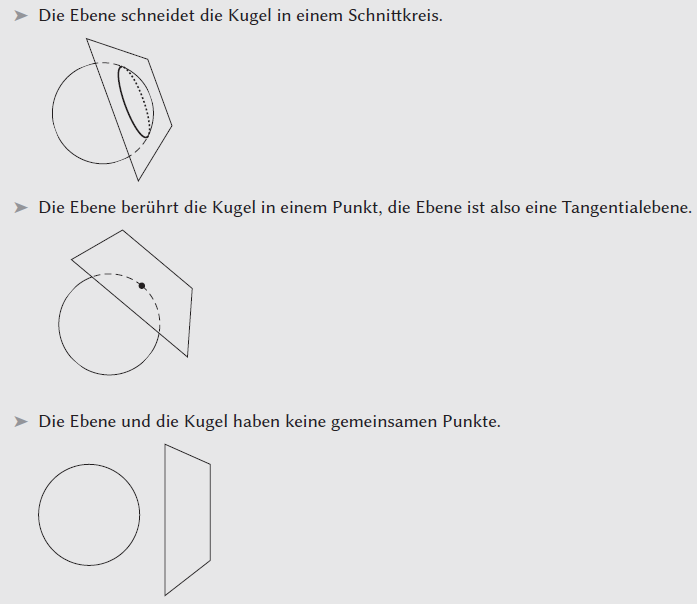 Die Ebene schneidet die Kugel in einem Schnittkreis.
Die Ebene berührt die Kugel in einem Punkt, die Ebene ist also eine Tangentialebene.
Die Ebene und die Kugel haben keine gemeinsamen Punkte.